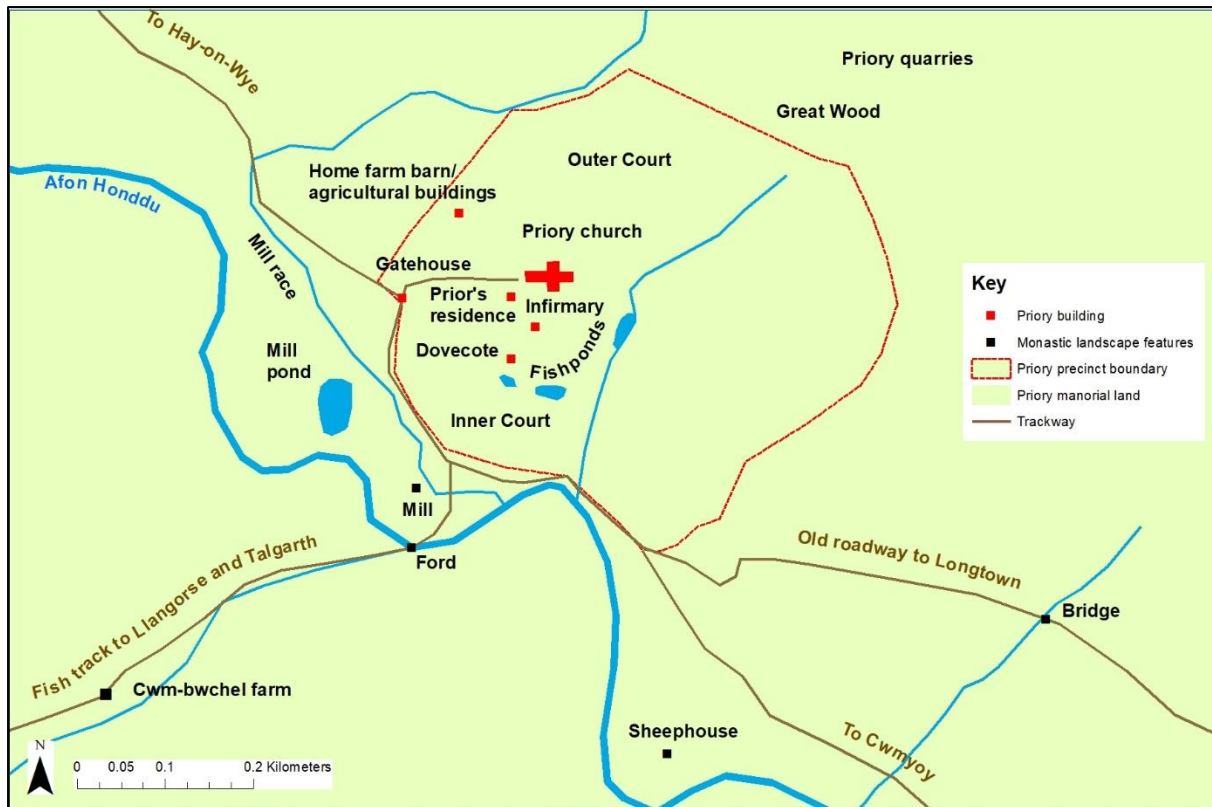 To Hay-on-Wye
Priory quarries
Great Wood
Outer Court
Home farm barn/
agricultural buildings
Afon Honddu
Priory church
Mill race
Gatehouse
Prior's
residence
Infirmary
Dovecote
Fishponds
Mill
pond
Inner Court
Key
Priory building
Monastic landscape features
Priory precinct boundary
Priory manorial land
Trackway
Mill
Ford
Old roadway to Longtown
Bridge
Fish track to Llangorse and Talgarth
Cwm-bwchel farm
Sheephouse
To Cwmyoy
N
0 0.05 0.1 0.2 Kilometers